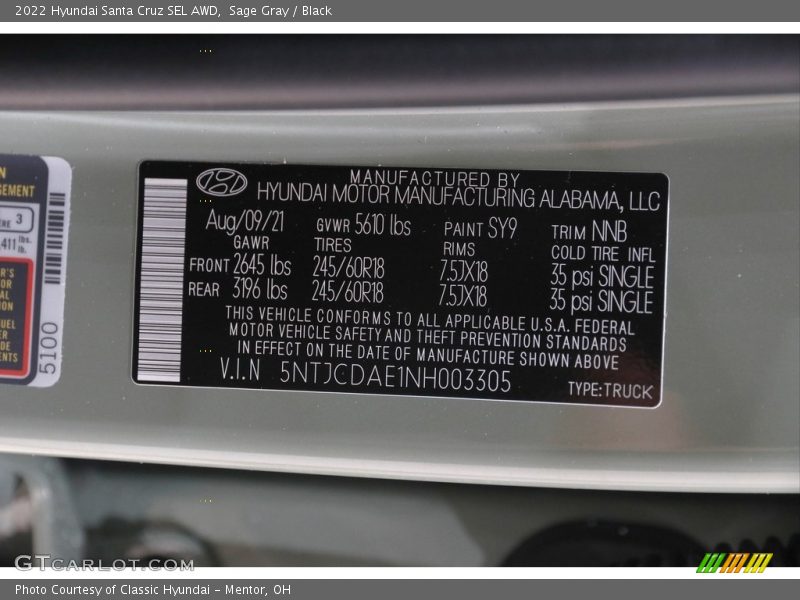 2022 Hyundai Santa Cruz SEL AWD, Sage Gray / Black
MANUFACTURED BY
HYUNDAI MOTOR MANUFACTURING ALABAMA, LLC
Aug/09/21 GVWR 5610 lbs PAINT SY9 TRIM NNB
GAWR TIRES RIMS COLD TIRE INFL
FRONT 2645 lbs 245/60R18 7.5JX18 35 psi SINGLE
REAR 3196 lbs 245/60R18 7.5JX18 35 psi SINGLE
THIS VEHICLE CONFORMS TO ALL APPLICABLE U.S.A. FEDERAL
MOTOR VEHICLE SAFETY AND THEFT PREVENTION STANDARDS
IN EFFECT ON THE DATE OF MANUFACTURE SHOWN ABOVE
V.I.N 5NTJCDAE1NH003305 TYPE:TRUCK
5100
GTCARLOT.COM
Photo Courtesy of Classic Hyundai - Mentor, OH